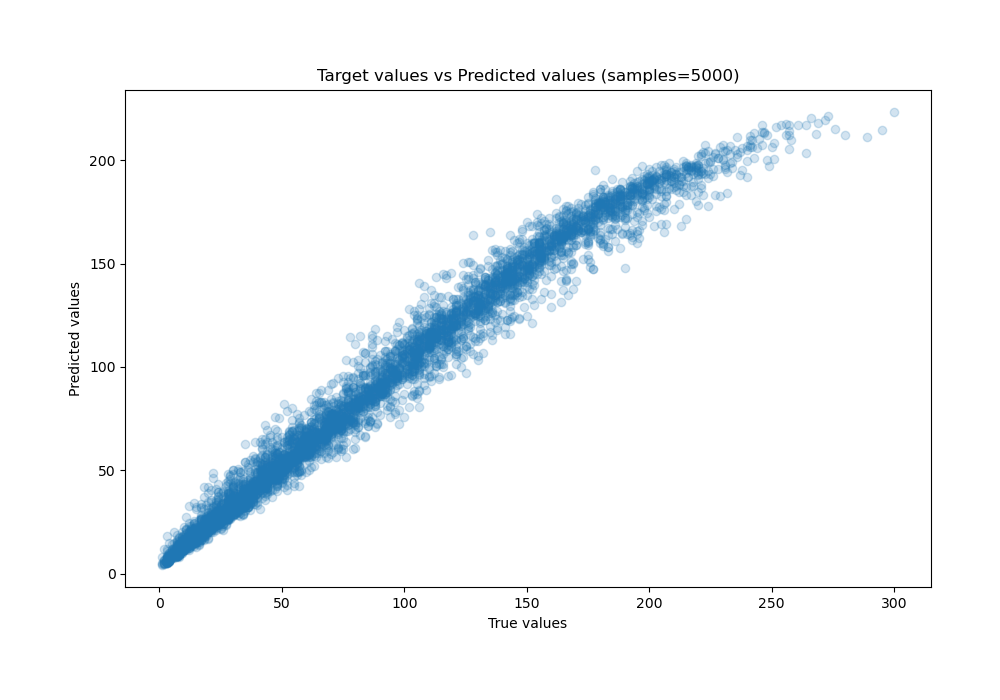 Target values vs Predicted values (samples=5000)
Predicted values
200
150
100
50
0
0 50 100 150 200 250 300
True values